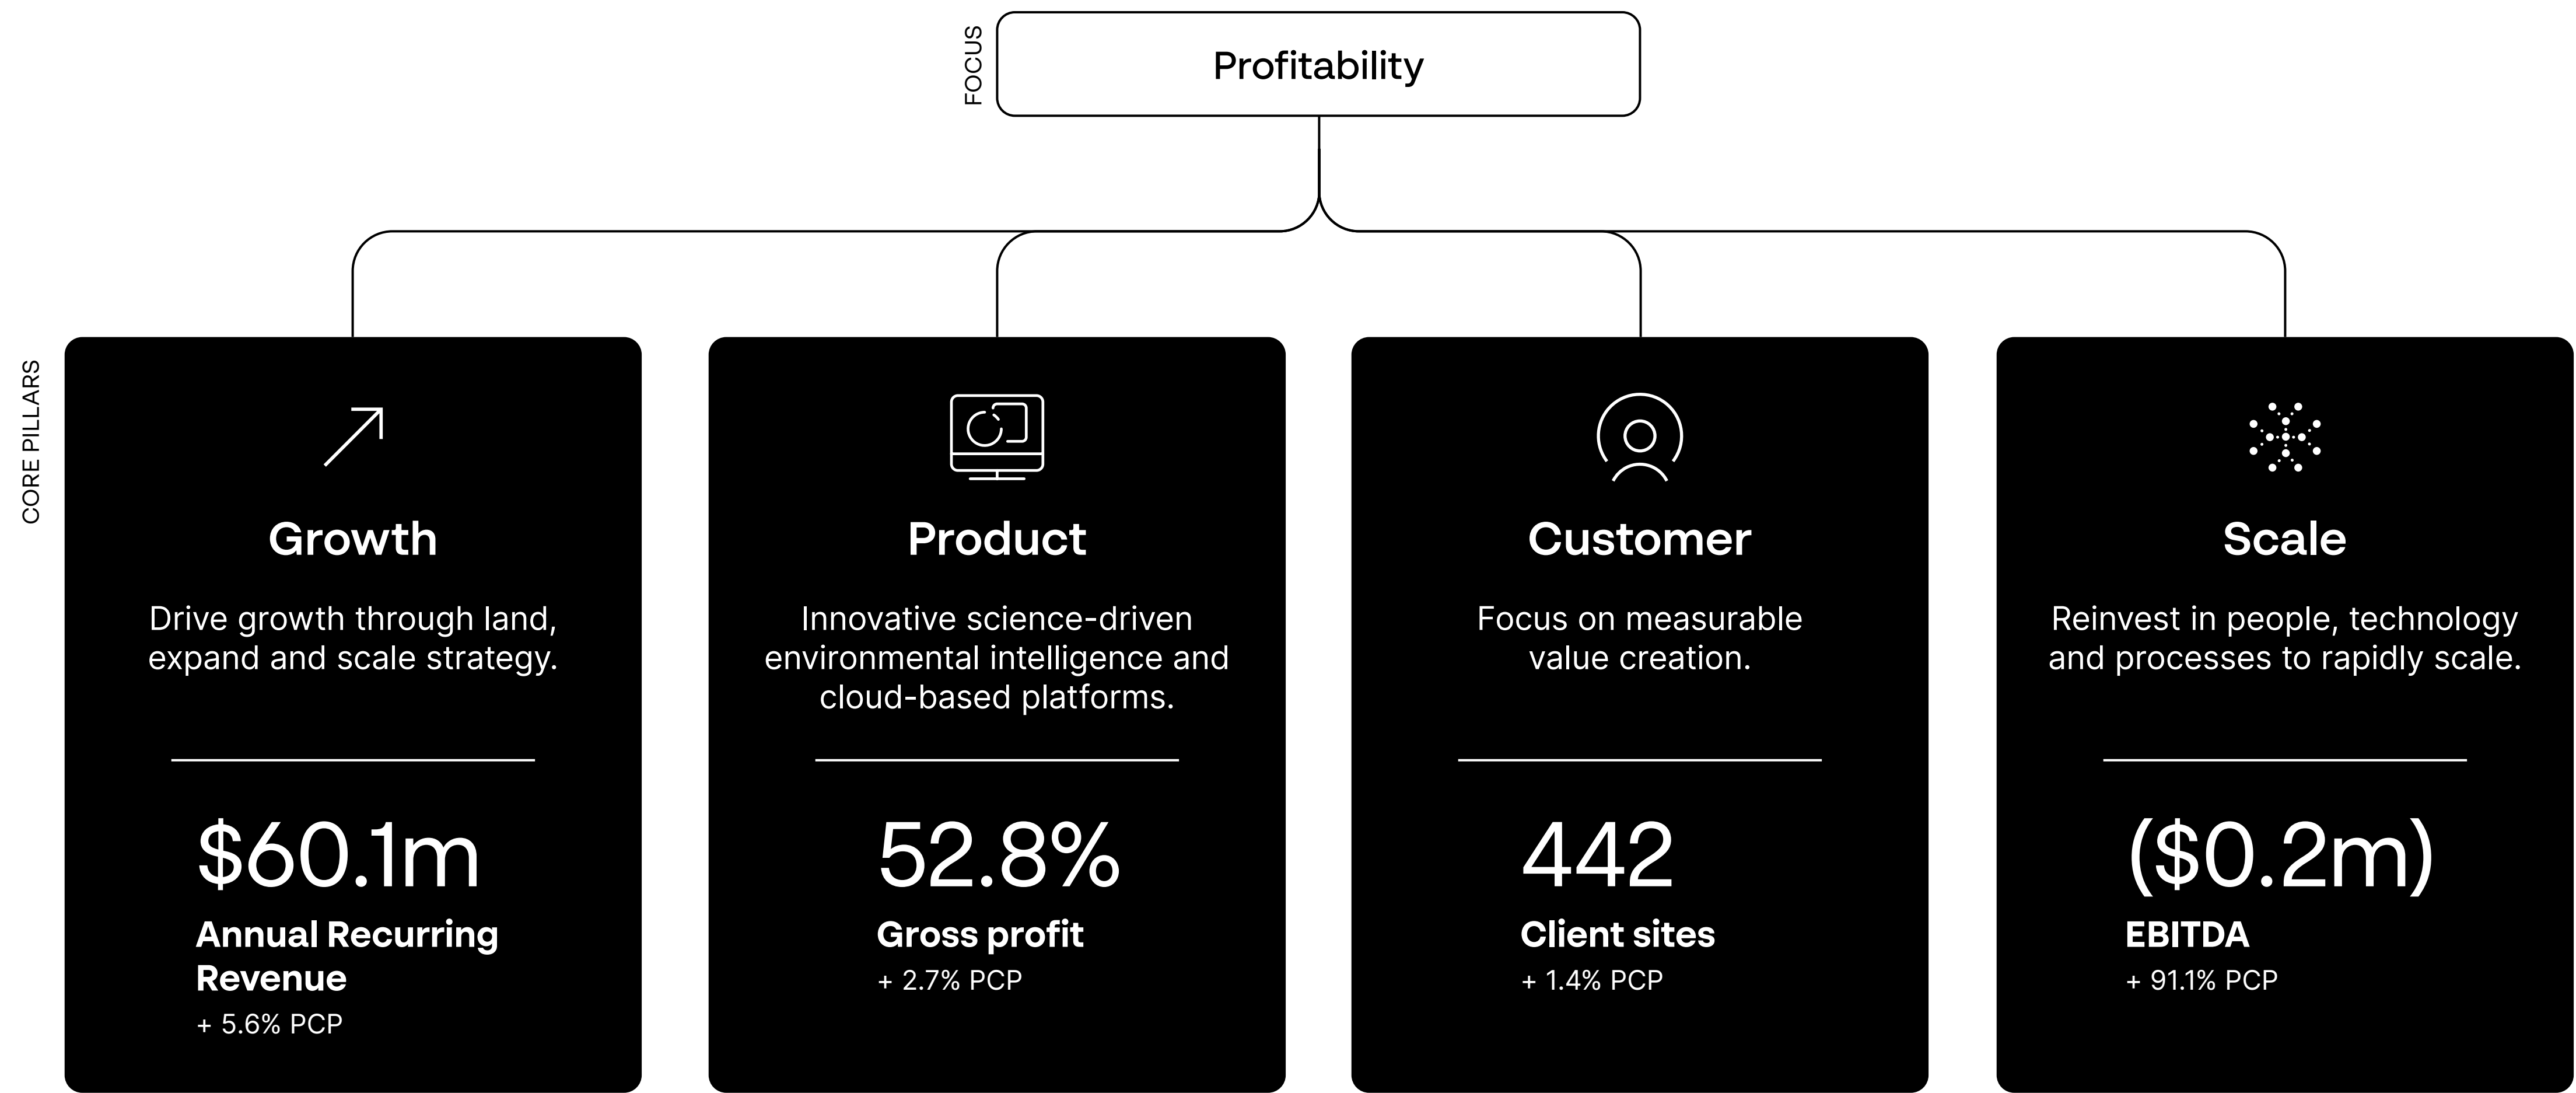 FOCUS
Profitability
CORE PILLARS
Growth
Drive growth through land,
expand and scale strategy.
$60.1m
Annual Recurring
Revenue
+ 5.6% PCP
Product
Innovative science-driven
environmental intelligence and
cloud-based platforms.
52.8%
Gross profit
+ 2.7% PCP
Customer
Focus on measurable
value creation.
442
Client sites
+ 1.4% PCP
Scale
Reinvest in people, technology
and processes to rapidly scale.
($0.2m)
EBITDA
+ 91.1% PCP